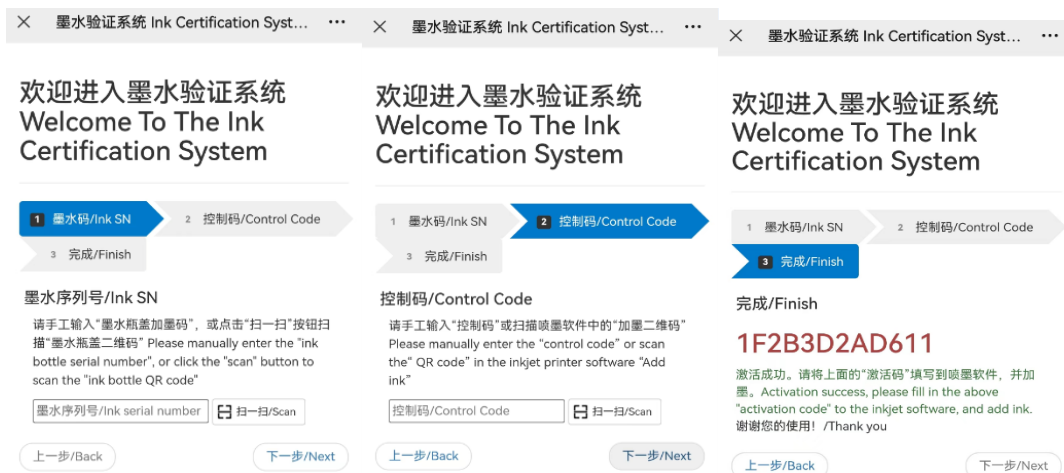 墨水验证系统 Ink Certification Syst...
欢迎进入墨水验证系统
Welcome To The Ink
Certification System
1 墨水码/Ink SN
2 控制码/Control Code
3 完成/Finish
墨水序列号/Ink SN
请手工输入“墨水瓶盖加墨码”，或点击“扫一扫”按钮扫
描“墨水瓶盖二维码” Please manually enter the "ink
bottle serial number", or click the "scan" button to
scan the "ink bottle QR code"
墨水序列号/Ink serial number
扫一扫/Scan
上一步/Back
下一步/Next
墨水验证系统 Ink Certification Syst...
欢迎进入墨水验证系统
Welcome To The Ink
Certification System
1 墨水码/Ink SN
2 控制码/Control Code
3 完成/Finish
控制码/Control Code
请手工输入“控制码”或扫描喷墨软件中的“加墨二维码”
Please manually enter the “control code” or scan
the“ QR code” in the inkjet printer software “Add
ink”
控制码/Control Code
扫一扫/Scan
上一步/Back
下一步/Next
墨水验证系统 Ink Certification Syst...
欢迎进入墨水验证系统
Welcome To The Ink
Certification System
1 墨水码/Ink SN
2 控制码/Control Code
3 完成/Finish
完成/Finish
1F2B3D2AD611
激活成功。请将上面的“激活码”填写到喷墨软件，并加
墨。Activation success, please fill in the above
"activation code" to the inkjet software, and add ink.
谢谢您的使用！/Thank you
上一步/Back
下一步/Next